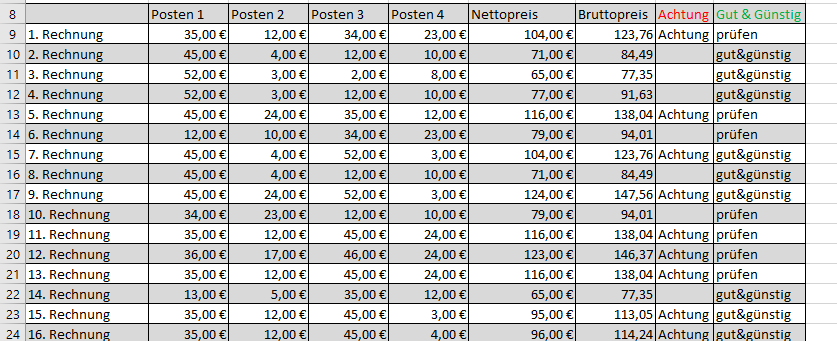 8 Posten 1 Posten 2 Posten 3 Posten 4 Nettopreis Bruttopreis Achtung Gut & Günstig
9 1. Rechnung 35,00 € 12,00 € 34,00 € 23,00 € 104,00 € 123,76 Achtung prüfen
10 2. Rechnung 45,00 € 4,00 € 12,00 € 10,00 € 71,00 € 84,49 gut&günstig
11 3. Rechnung 52,00 € 3,00 € 2,00 € 8,00 € 65,00 € 77,35 gut&günstig
12 4. Rechnung 52,00 € 3,00 € 12,00 € 10,00 € 77,00 € 91,63 gut&günstig
13 5. Rechnung 45,00 € 24,00 € 35,00 € 12,00 € 116,00 € 138,04 Achtung prüfen
14 6. Rechnung 12,00 € 10,00 € 34,00 € 23,00 € 79,00 € 94,01 prüfen
15 7. Rechnung 45,00 € 4,00 € 52,00 € 3,00 € 104,00 € 123,76 Achtung gut&günstig
16 8. Rechnung 45,00 € 4,00 € 12,00 € 10,00 € 71,00 € 84,49 gut&günstig
17 9. Rechnung 45,00 € 24,00 € 52,00 € 3,00 € 124,00 € 147,56 Achtung gut&günstig
18 10. Rechnung 34,00 € 23,00 € 12,00 € 10,00 € 79,00 € 94,01 prüfen
19 11. Rechnung 35,00 € 12,00 € 45,00 € 24,00 € 116,00 € 138,04 Achtung prüfen
20 12. Rechnung 36,00 € 17,00 € 46,00 € 24,00 € 123,00 € 146,37 Achtung prüfen
21 13. Rechnung 35,00 € 12,00 € 45,00 € 24,00 € 116,00 € 138,04 Achtung prüfen
22 14. Rechnung 13,00 € 5,00 € 35,00 € 12,00 € 65,00 € 77,35 gut&günstig
23 15. Rechnung 35,00 € 12,00 € 45,00 € 3,00 € 95,00 € 113,05 Achtung gut&günstig
24 16. Rechnung 35,00 € 12,00 € 45,00 € 4,00 € 96,00 € 114,24 Achtung gut&günstig